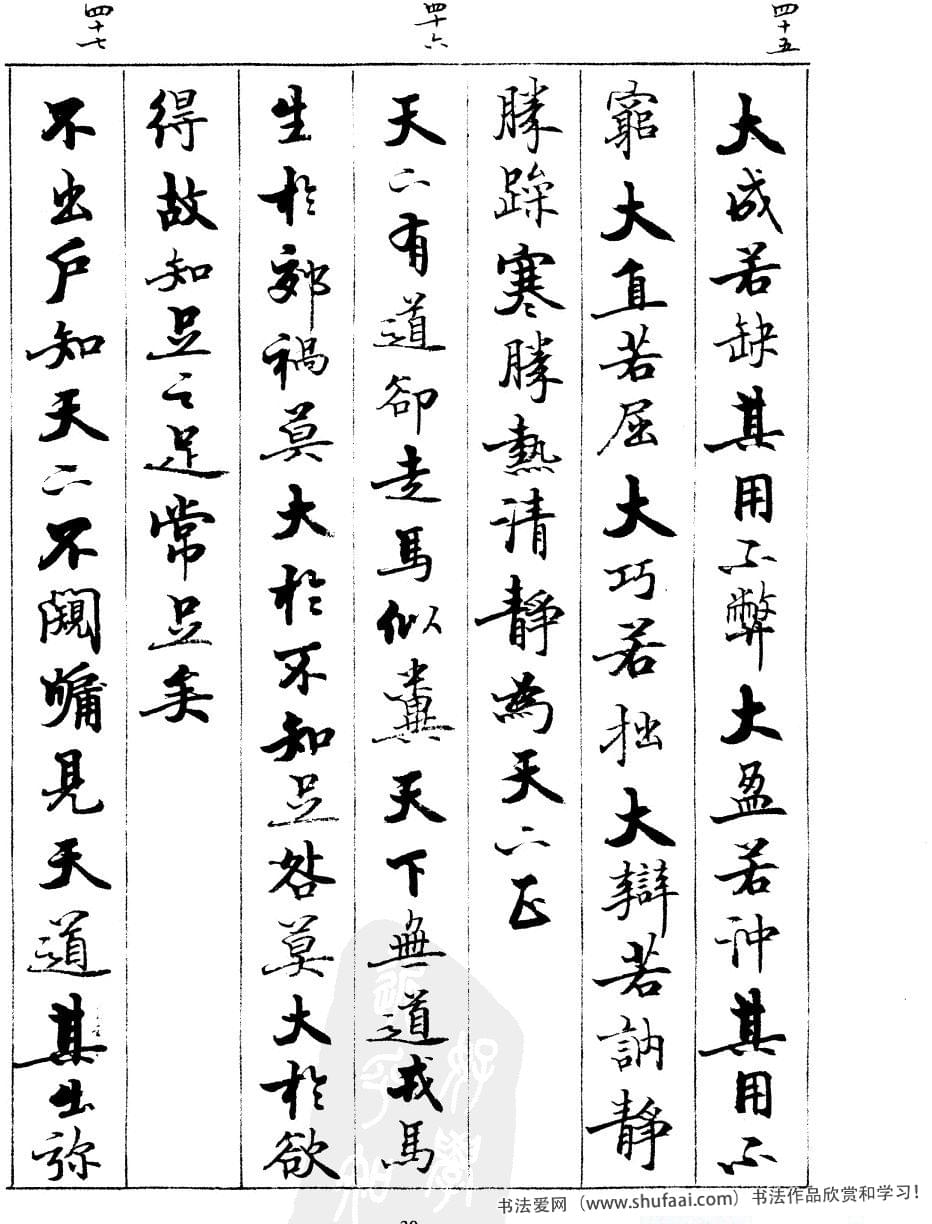 四十五
大成若缺其用不弊大盈若冲其用不
窮大直若屈大巧若拙大辯若訥靜
勝躁寒勝熱清靜為天下正
四十六
天下有道卻走馬似糞天下無道戎馬
生於郊禍莫大於不知足咎莫大於欲
得故知足之足常足矣
四十七
不出戶知天下不闚牖見天道其出弥
书法爱网（www.shufaai.com）书法作品欣赏和学习！